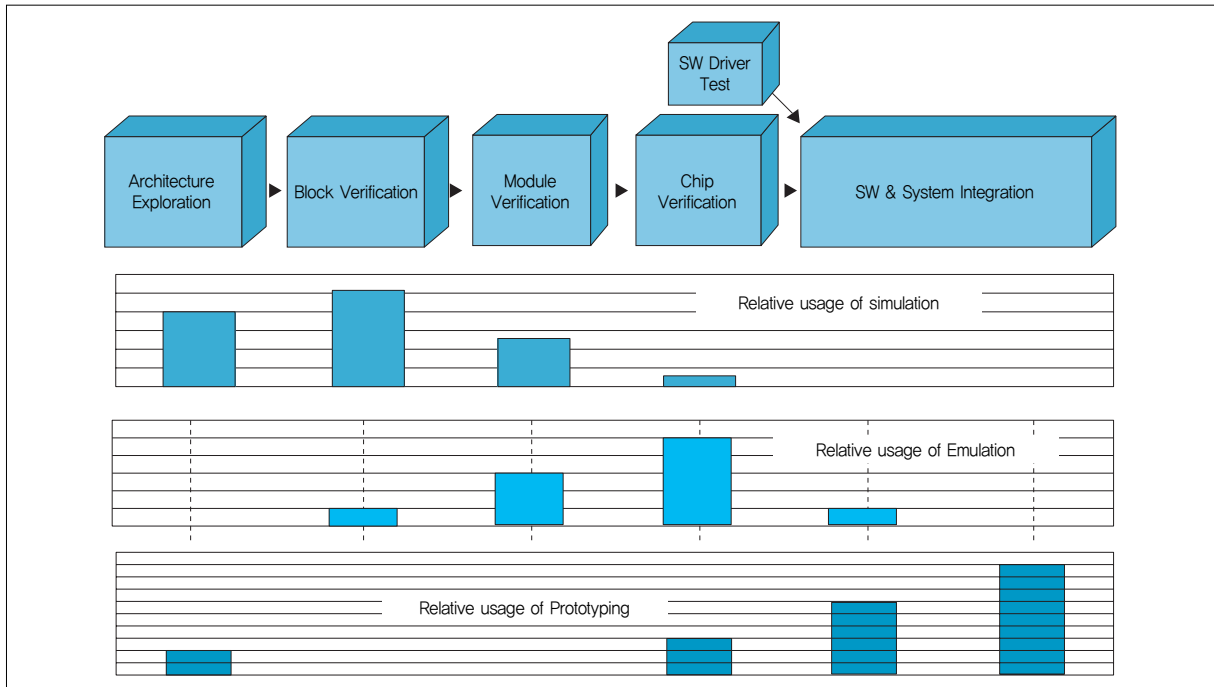 SW Driver
Test
Architecture
Exploration
Block Verification
Module
Verification
Chip
Verification
SW & System Integration
Relative usage of simulation
Relative usage of Emulation
Relative usage of Prototyping